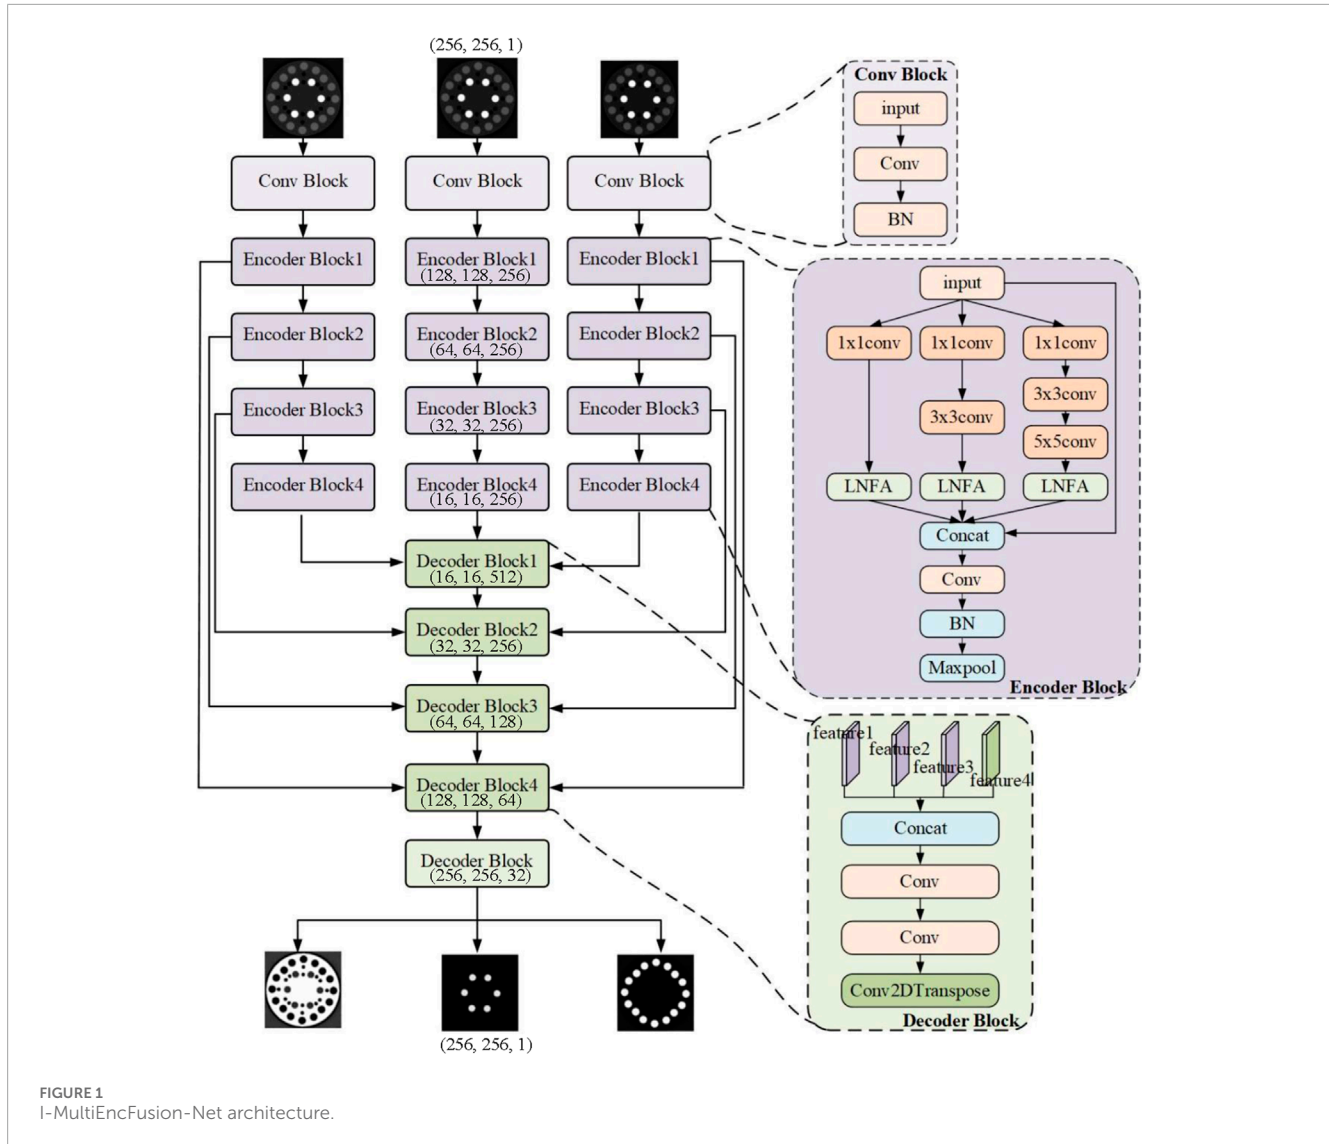 (256, 256, 1)
Conv Block
Conv Block
Conv Block
Encoder Block1
Encoder Block1
(128, 128, 256)
Encoder Block1
Encoder Block2
Encoder Block2
(64, 64, 256)
Encoder Block2
Encoder Block3
Encoder Block3
(32, 32, 256)
Encoder Block3
Encoder Block4
Encoder Block4
(16, 16, 256)
Encoder Block4
Decoder Block1
(16, 16, 512)
Decoder Block2
(32, 32, 256)
Decoder Block3
(64, 64, 128)
Decoder Block4
(128, 128, 64)
Decoder Block
(256, 256, 32)
(256, 256, 1)
Conv Block
input
Conv
BN
input
1x1conv
1x1conv
1x1conv
3x3conv
3x3conv
5x5conv
LNFA
LNFA
LNFA
Concat
Conv
BN
Maxpool
Encoder Block
feature1
feature2
feature3
feature4
Concat
Conv
Conv
Conv2DTranspose
Decoder Block
FIGURE 1
I-MultiEncFusion-Net architecture.